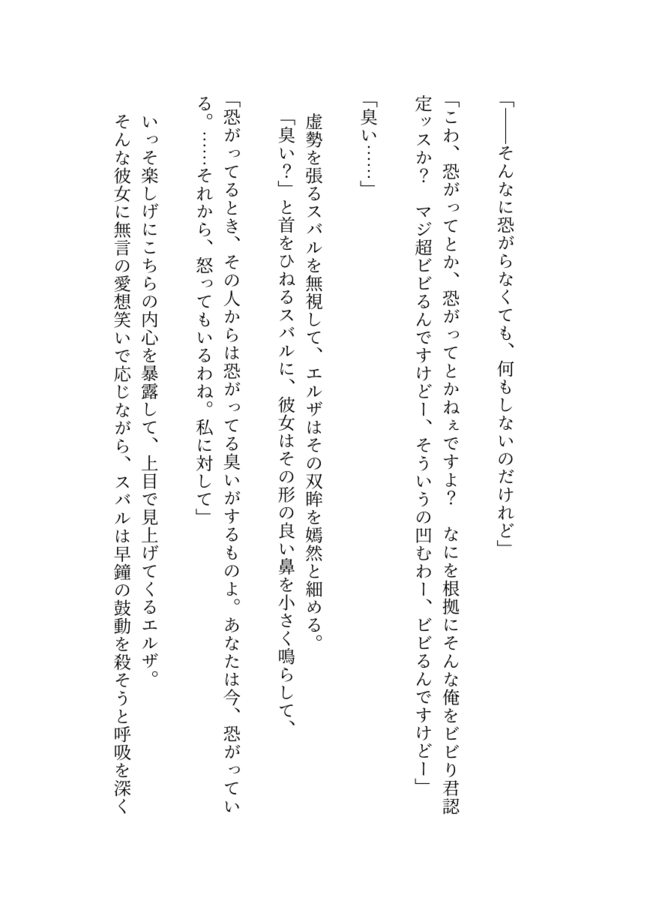 「――そんなに恐がらなくても、何もしないのだけれど」
「こわ、恐がってとか、恐がってとかねぇですよ？　なにを根拠にそんな俺をビビり君認
定ッスか？　マジ超ビビるんですけどー、そういうの凹むわー、ビビるんですけどー」
「臭い……」
虚勢を張るスバルを無視して、エルザはその双眸を嫣然と細める。
「臭い？」と首をひねるスバルに、彼女はその形の良い鼻を小さく鳴らして、
「恐がってるとき、その人からは恐がってる臭いがするものよ。あなたは今、恐がってい
る。……それから、怒ってもいるわね。私に対して」
いっそ楽しげにこちらの内心を暴露して、上目で見上げてくるエルザ。
そんな彼女に無言の愛想笑いで応じながら、スバルは早鐘の鼓動を殺そうと呼吸を深く